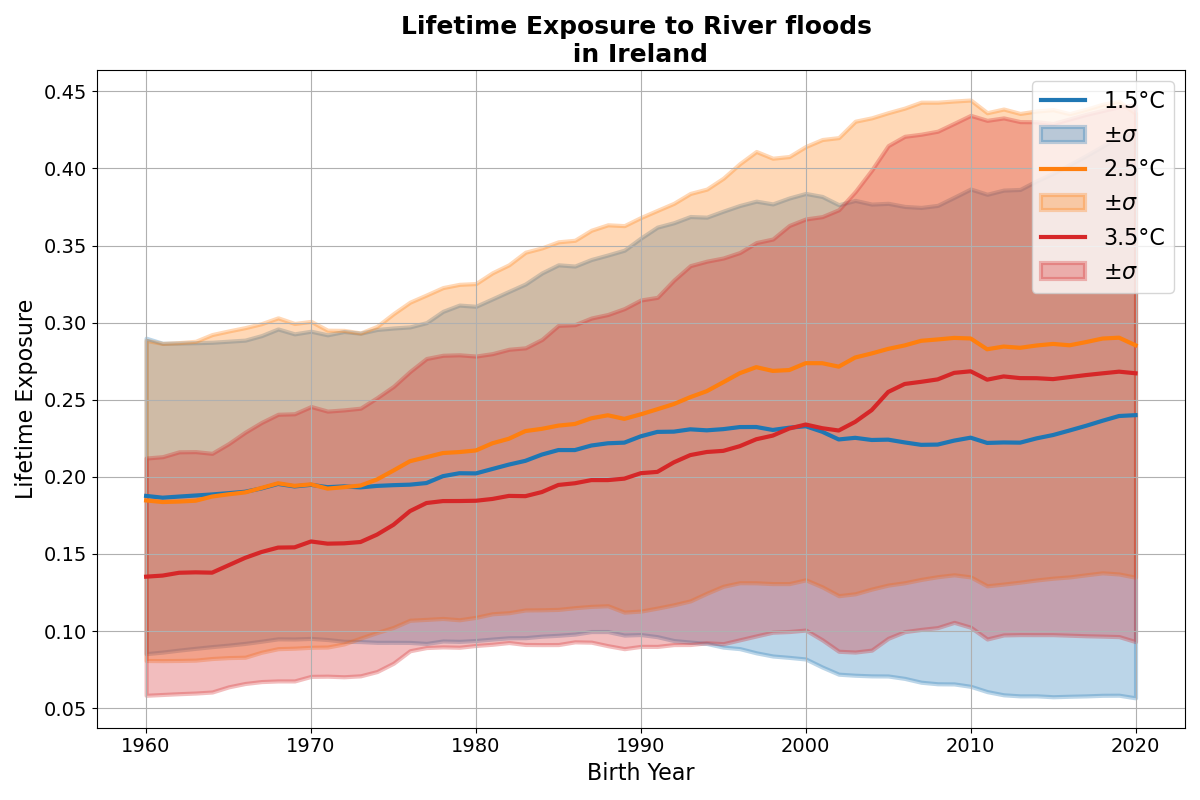 Lifetime Exposure to River floods
in Ireland
Lifetime Exposure
0.45
0.40
0.35
0.30
0.25
0.20
0.15
0.10
0.05
1.5°C
±σ
2.5°C
±σ
3.5°C
±σ
1960 1970 1980 1990 2000 2010 2020
Birth Year